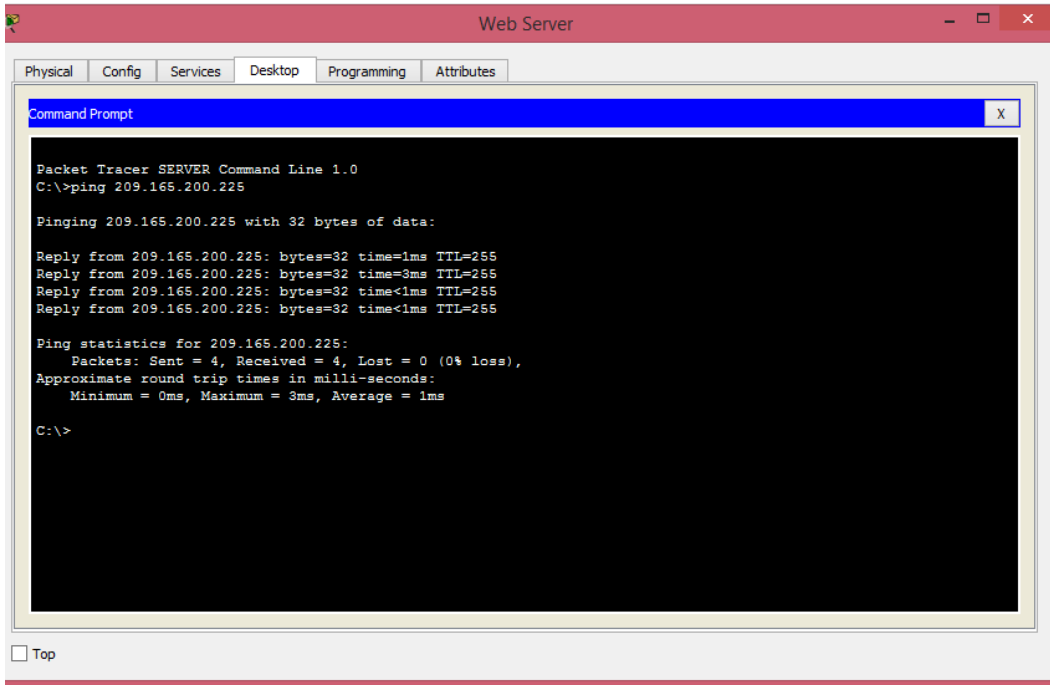 Web Server
Physical Config Services Desktop Programming Attributes
Command Prompt X
Packet Tracer SERVER Command Line 1.0
C:\>ping 209.165.200.225
Pinging 209.165.200.225 with 32 bytes of data:
Reply from 209.165.200.225: bytes=32 time=1ms TTL=255
Reply from 209.165.200.225: bytes=32 time=3ms TTL=255
Reply from 209.165.200.225: bytes=32 time<1ms TTL=255
Reply from 209.165.200.225: bytes=32 time<1ms TTL=255
Ping statistics for 209.165.200.225:
    Packets: Sent = 4, Received = 4, Lost = 0 (0% loss),
Approximate round trip times in milli-seconds:
    Minimum = 0ms, Maximum = 3ms, Average = 1ms
C:\>
Top